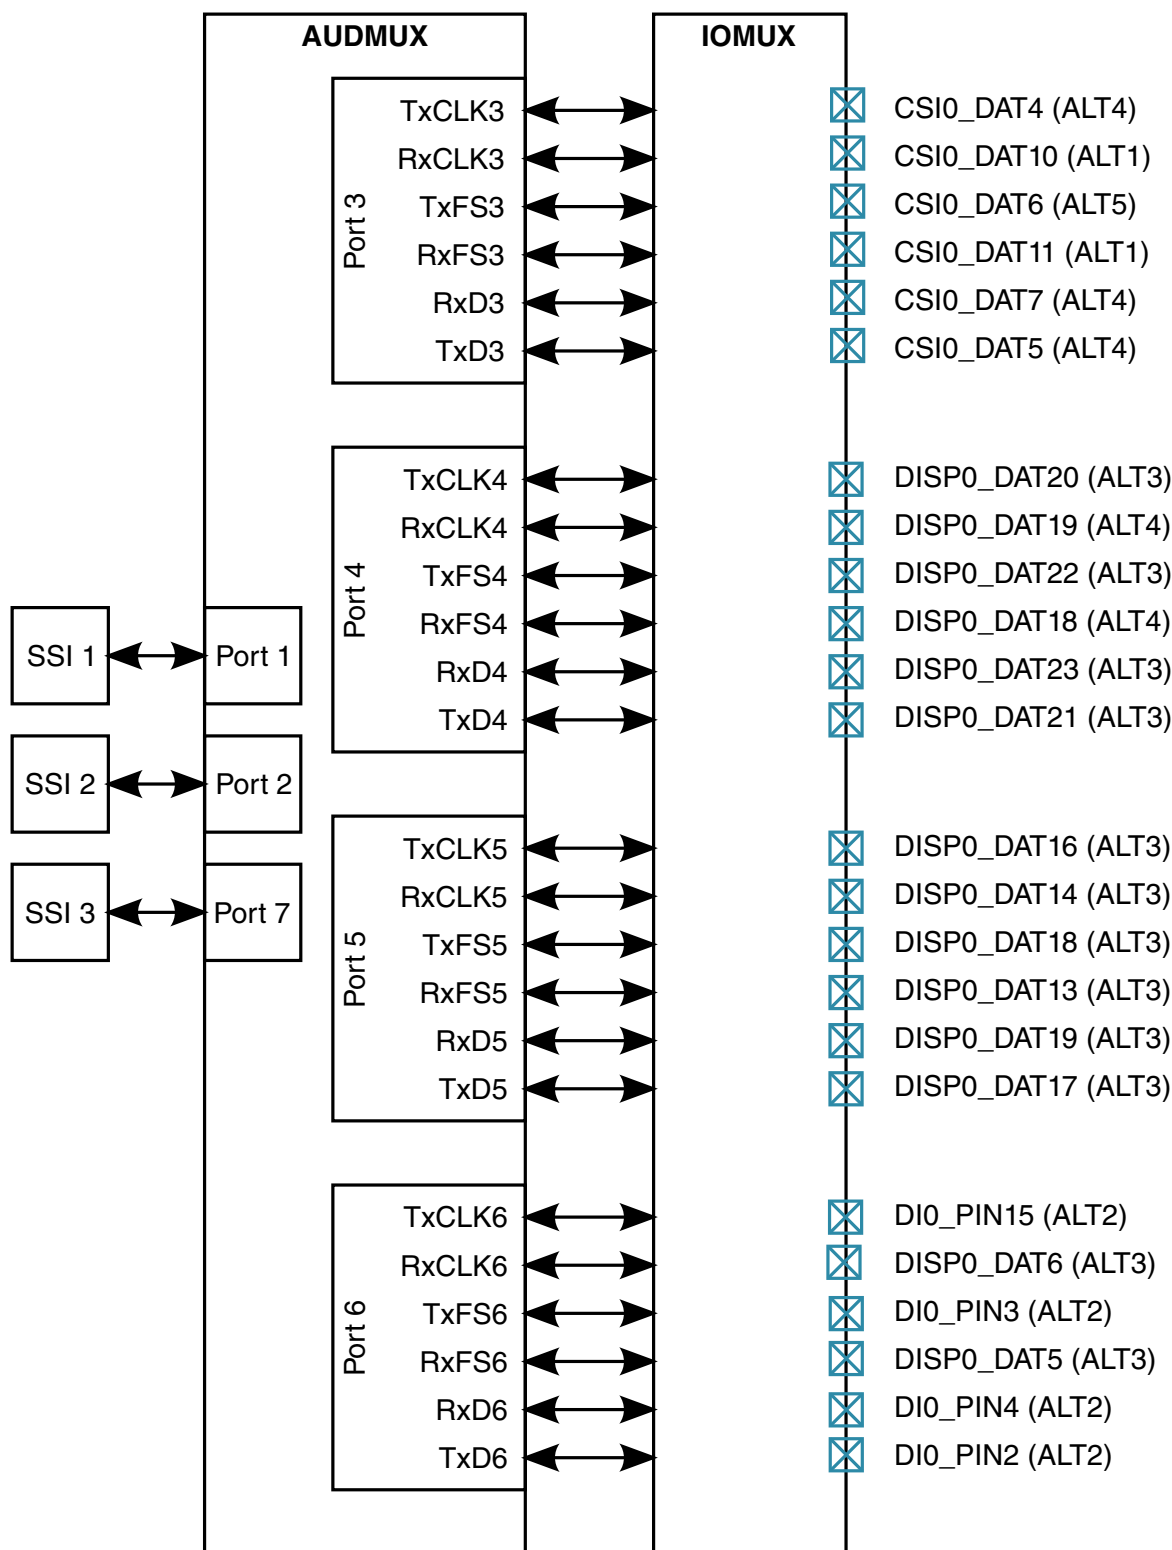 AUDMUX
IOMUX
Port 3
TxCLK3
CSI0_DAT4 (ALT4)
RxCLK3
CSI0_DAT10 (ALT1)
TxFS3
CSI0_DAT6 (ALT5)
RxFS3
CSI0_DAT11 (ALT1)
RxD3
CSI0_DAT7 (ALT4)
TxD3
CSI0_DAT5 (ALT4)
Port 4
TxCLK4
DISP0_DAT20 (ALT3)
RxCLK4
DISP0_DAT19 (ALT4)
TxFS4
DISP0_DAT22 (ALT3)
RxFS4
DISP0_DAT18 (ALT4)
RxD4
DISP0_DAT23 (ALT3)
TxD4
DISP0_DAT21 (ALT3)
SSI 1
Port 1
SSI 2
Port 2
SSI 3
Port 7
Port 5
TxCLK5
DISP0_DAT16 (ALT3)
RxCLK5
DISP0_DAT14 (ALT3)
TxFS5
DISP0_DAT18 (ALT3)
RxFS5
DISP0_DAT13 (ALT3)
RxD5
DISP0_DAT19 (ALT3)
TxD5
DISP0_DAT17 (ALT3)
Port 6
TxCLK6
DI0_PIN15 (ALT2)
RxCLK6
DISP0_DAT6 (ALT3)
TxFS6
DI0_PIN3 (ALT2)
RxFS6
DISP0_DAT5 (ALT3)
RxD6
DI0_PIN4 (ALT2)
TxD6
DI0_PIN2 (ALT2)